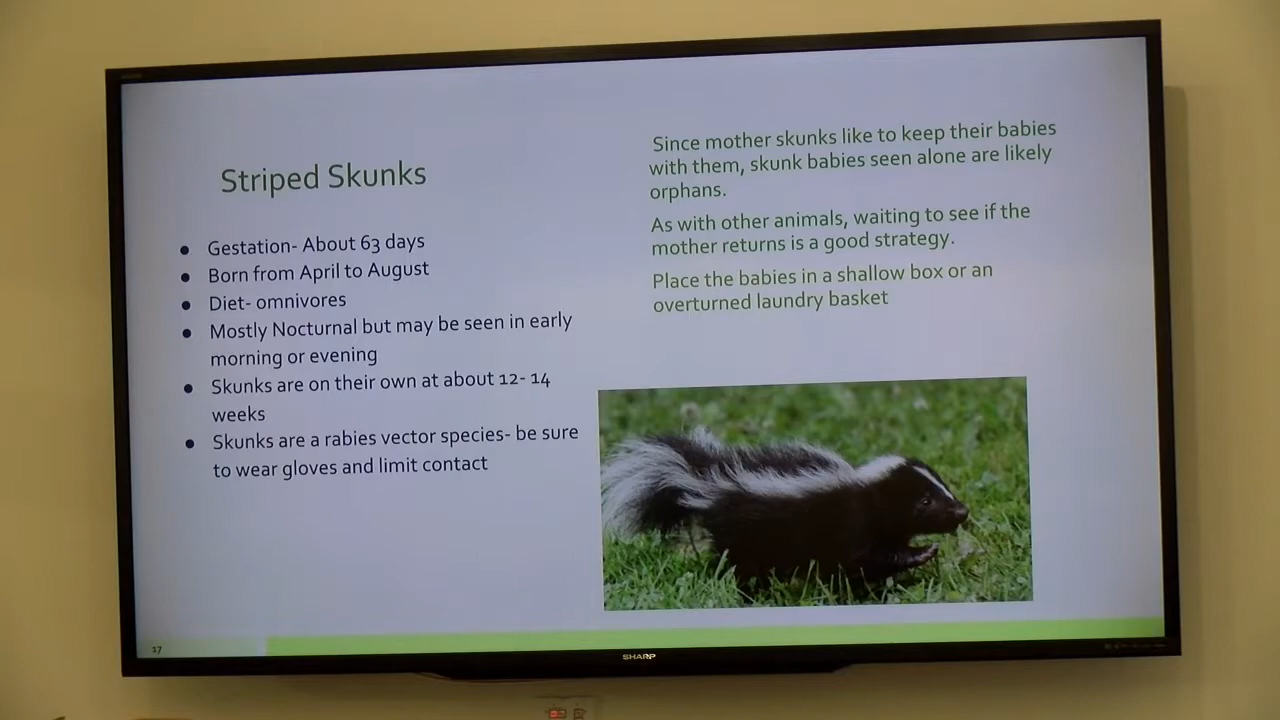 Striped Skunks
● Gestation- About 63 days
● Born from April to August
● Diet- omnivores
● Mostly Nocturnal but may be seen in early
morning or evening
● Skunks are on their own at about 12- 14
weeks
● Skunks are a rabies vector species- be sure
to wear gloves and limit contact
Since mother skunks like to keep their babies
with them, skunk babies seen alone are likely
orphans.
As with other animals, waiting to see if the
mother returns is a good strategy.
Place the babies in a shallow box or an
overturned laundry basket
17
SHARP